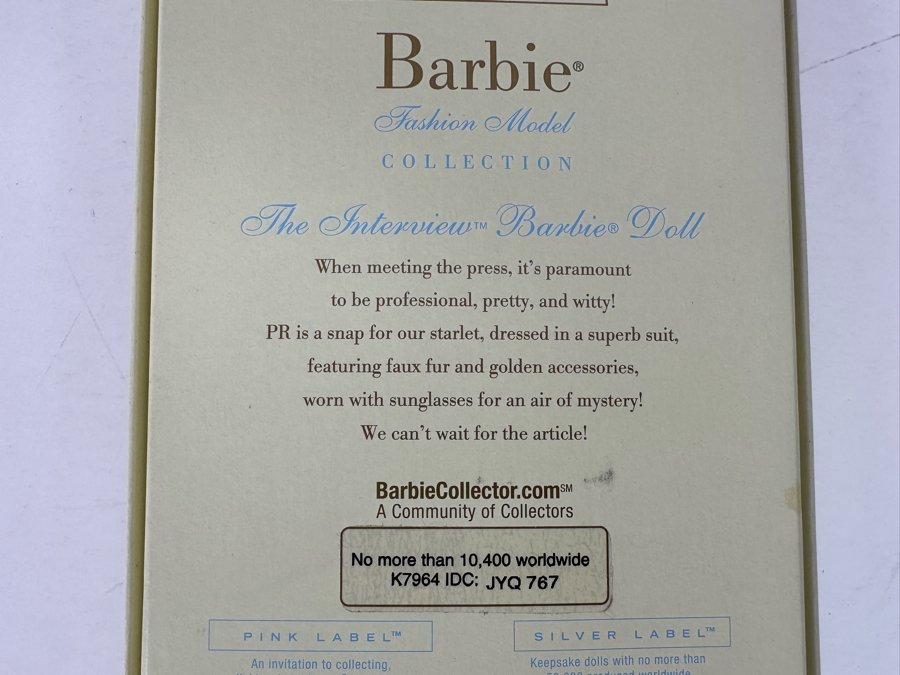 Barbie®
Fashion Model
COLLECTION
The Interview™ Barbie® Doll
When meeting the press, it's paramount
to be professional, pretty, and witty!
PR is a snap for our starlet, dressed in a superb suit,
featuring faux fur and golden accessories,
worn with sunglasses for an air of mystery!
We can't wait for the article!
BarbieCollector.com℠
A Community of Collectors
No more than 10,400 worldwide
K7964 IDC: JYQ 767
PINK LABEL™
An invitation to collecting,
SILVER LABEL™
Keepsake dolls with no more than